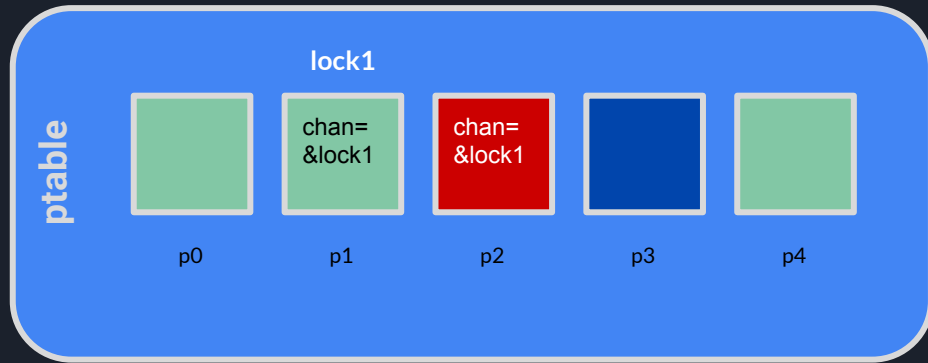 lock1
ptable
chan=
&lock1
chan=
&lock1
p0
p1
p2
p3
p4